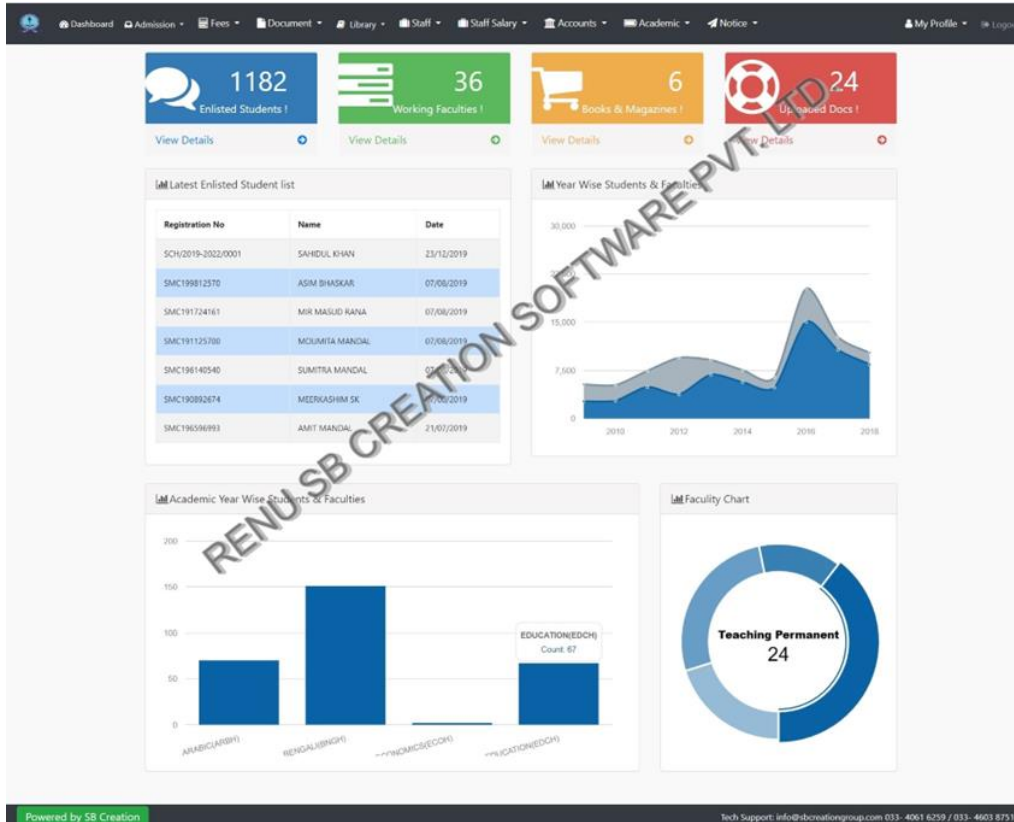 Dashboard Admission Fees Document Library Staff Staff Salary Accounts Academic Notice My Profile
1182
Enlisted Students !
View Details
36
Working Faculties !
View Details
6
Books & Magazines !
View Details
24
Uploaded Docs !
View Details
Latest Enlisted Student list
Registration No Name Date
SCH/2019-2022/0001 SAHIDUL KHAN 23/12/2019
SMC199812570 ASIM BHASKAR 07/08/2019
SMC191724161 MIR MASUD RANA 07/08/2019
SMC191125700 MOUMITA MANDAL 07/08/2019
SMC196140540 SUMITRA MANDAL
SMC190892674 MEERKASHIM SK
SMC196596993 AMIT MANDAL 21/07/2019
Year Wise Students & Faculties
30,000
15,000
7,500
0
2010 2012 2014 2016 2018
Academic Year Wise Students & Faculties
200
150
100
50
0
EDUCATION(EDCH)
Count: 67
ARABIC(ARBH) BENGALI(BNGH)
Faculity Chart
Teaching Permanent
24
RENU SB CREATION SOFTWARE PVT. LTD.
Powered by SB Creation
Tech Support: info@sbcreationgroup.com 033- 4061 6259 / 033- 4603 8751